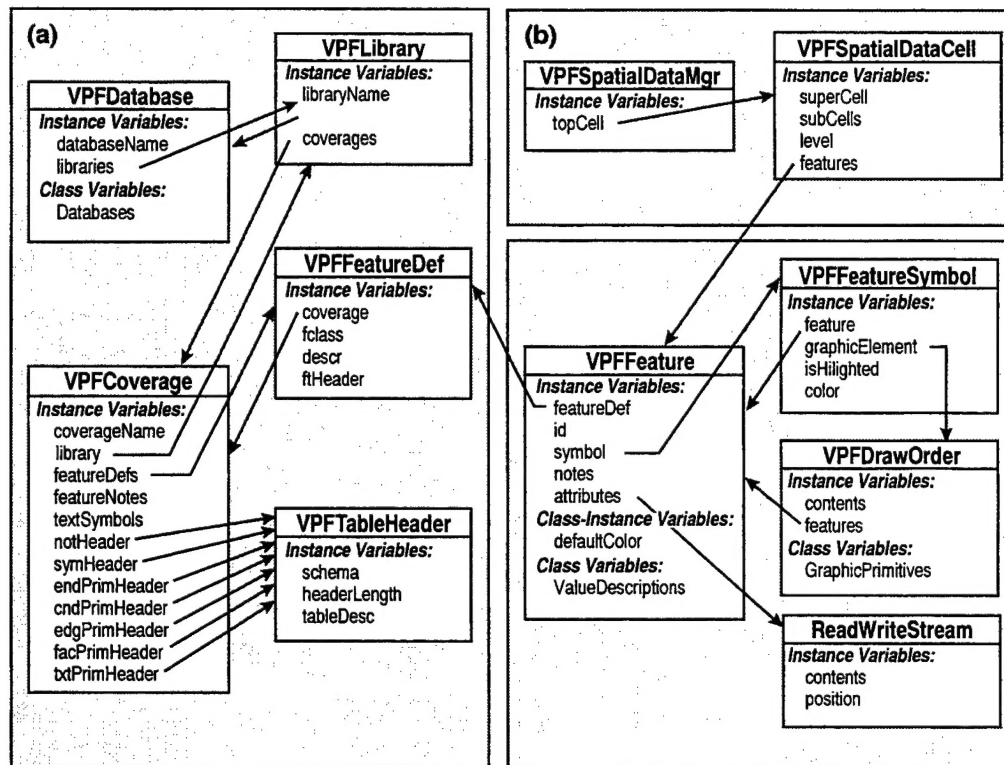 (a)
VPFLibrary
Instance Variables:
libraryName
coverages
VPFDatabase
Instance Variables:
databaseName
libraries
Class Variables:
Databases
VPFFeatureDef
Instance Variables:
coverage
fclass
descr
ftHeader
VPFCoverage
Instance Variables:
coverageName
library
featureDefs
featureNotes
textSymbols
notHeader
symHeader
endPrimHeader
cndPrimHeader
edgPrimHeader
facPrimHeader
txtPrimHeader
VPFTableHeader
Instance Variables:
schema
headerLength
tableDesc
(b)
VPFSpatialDataMgr
Instance Variables:
topCell
VPFSpatialDataCell
Instance Variables:
superCell
subCells
level
features
VPFFeature
Instance Variables:
featureDef
id
symbol
notes
attributes
Class-Instance Variables:
defaultColor
Class Variables:
ValueDescriptions
VPFFeatureSymbol
Instance Variables:
feature
graphicElement
isHilighted
color
VPFDrawOrder
Instance Variables:
contents
features
Class Variables:
GraphicPrimitives
ReadWriteStream
Instance Variables:
contents
position